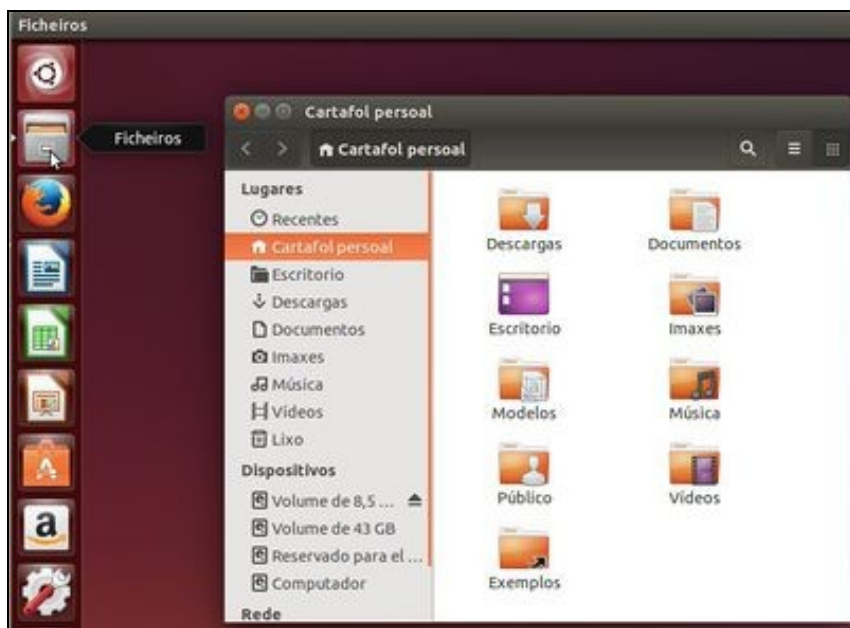 Ficheiros
Ficheiros
Cartafol persoal
Cartafol persoal
Lugares
Recentes
Cartafol persoal
Escritorio
Descargas
Documentos
Imaxes
Música
Vídeos
Lixo
Dispositivos
Volume de 8,5 ...
Volume de 43 GB
Reservado para el ...
Computador
Rede
Descargas
Documentos
Escritorio
Imaxes
Modelos
Música
Público
Vídeos
Exemplos
a